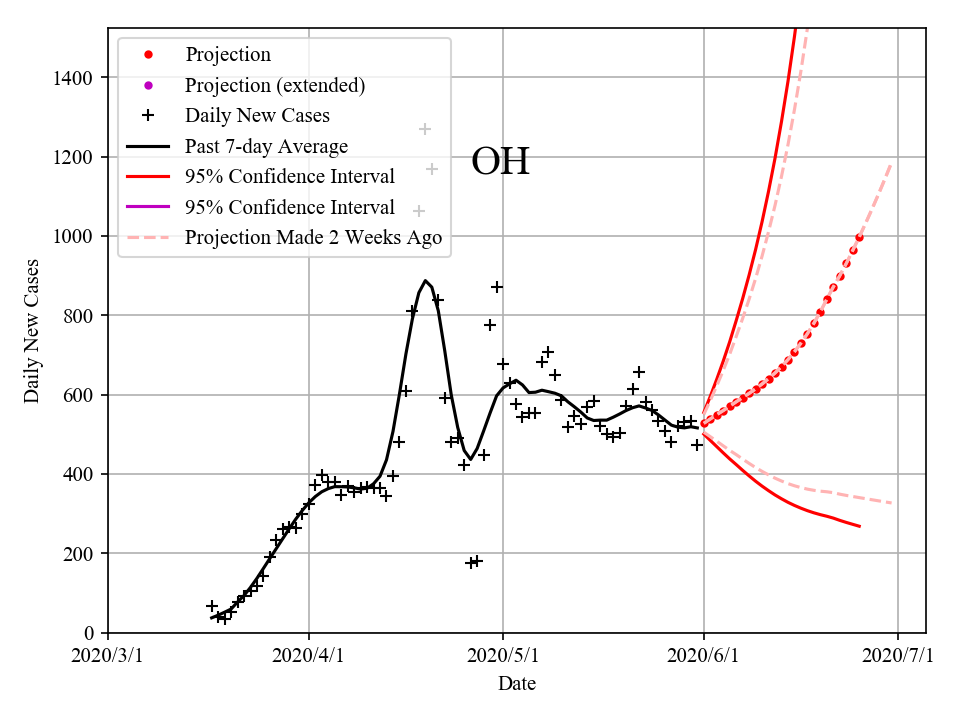 Projection
Projection (extended)
Daily New Cases
Past 7-day Average
95% Confidence Interval
95% Confidence Interval
Projection Made 2 Weeks Ago
OH
1400
1200
1000
800
600
400
200
0
Daily New Cases
2020/3/1 2020/4/1 2020/5/1 2020/6/1 2020/7/1
Date